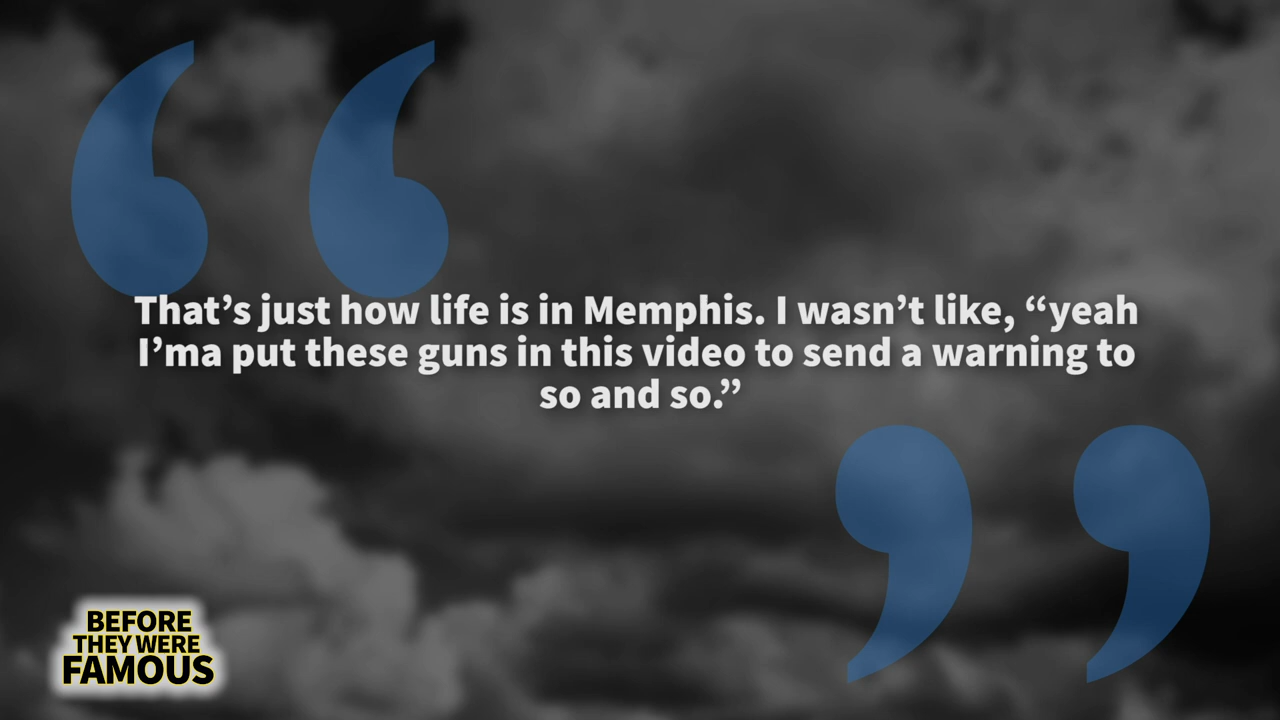 That’s just how life is in Memphis. I wasn’t like, “yeah
I’ma put these guns in this video to send a warning to
so and so.”
BEFORE
THEY WERE
FAMOUS